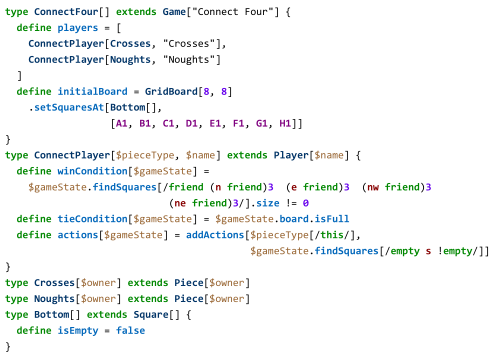 type ConnectFour[] extends Game["Connect Four"] {
  define players = [
    ConnectPlayer[Crosses, "Crosses"],
    ConnectPlayer[Noughts, "Noughts"]
  ]
  define initialBoard = GridBoard[8, 8]
    .setSquaresAt[Bottom[],
                  [A1, B1, C1, D1, E1, F1, G1, H1]]
}
type ConnectPlayer[$pieceType, $name] extends Player[$name] {
  define winCondition[$gameState] =
    $gameState.findSquares[/friend (n friend)3  (e friend)3  (nw friend)3
                            (ne friend)3/].size != 0
  define tieCondition[$gameState] = $gameState.board.isFull
  define actions[$gameState] = addActions[$pieceType[/this/],
                                          $gameState.findSquares[/empty s !empty/]]
}
type Crosses[$owner] extends Piece[$owner]
type Noughts[$owner] extends Piece[$owner]
type Bottom[] extends Square[] {
  define isEmpty = false
}